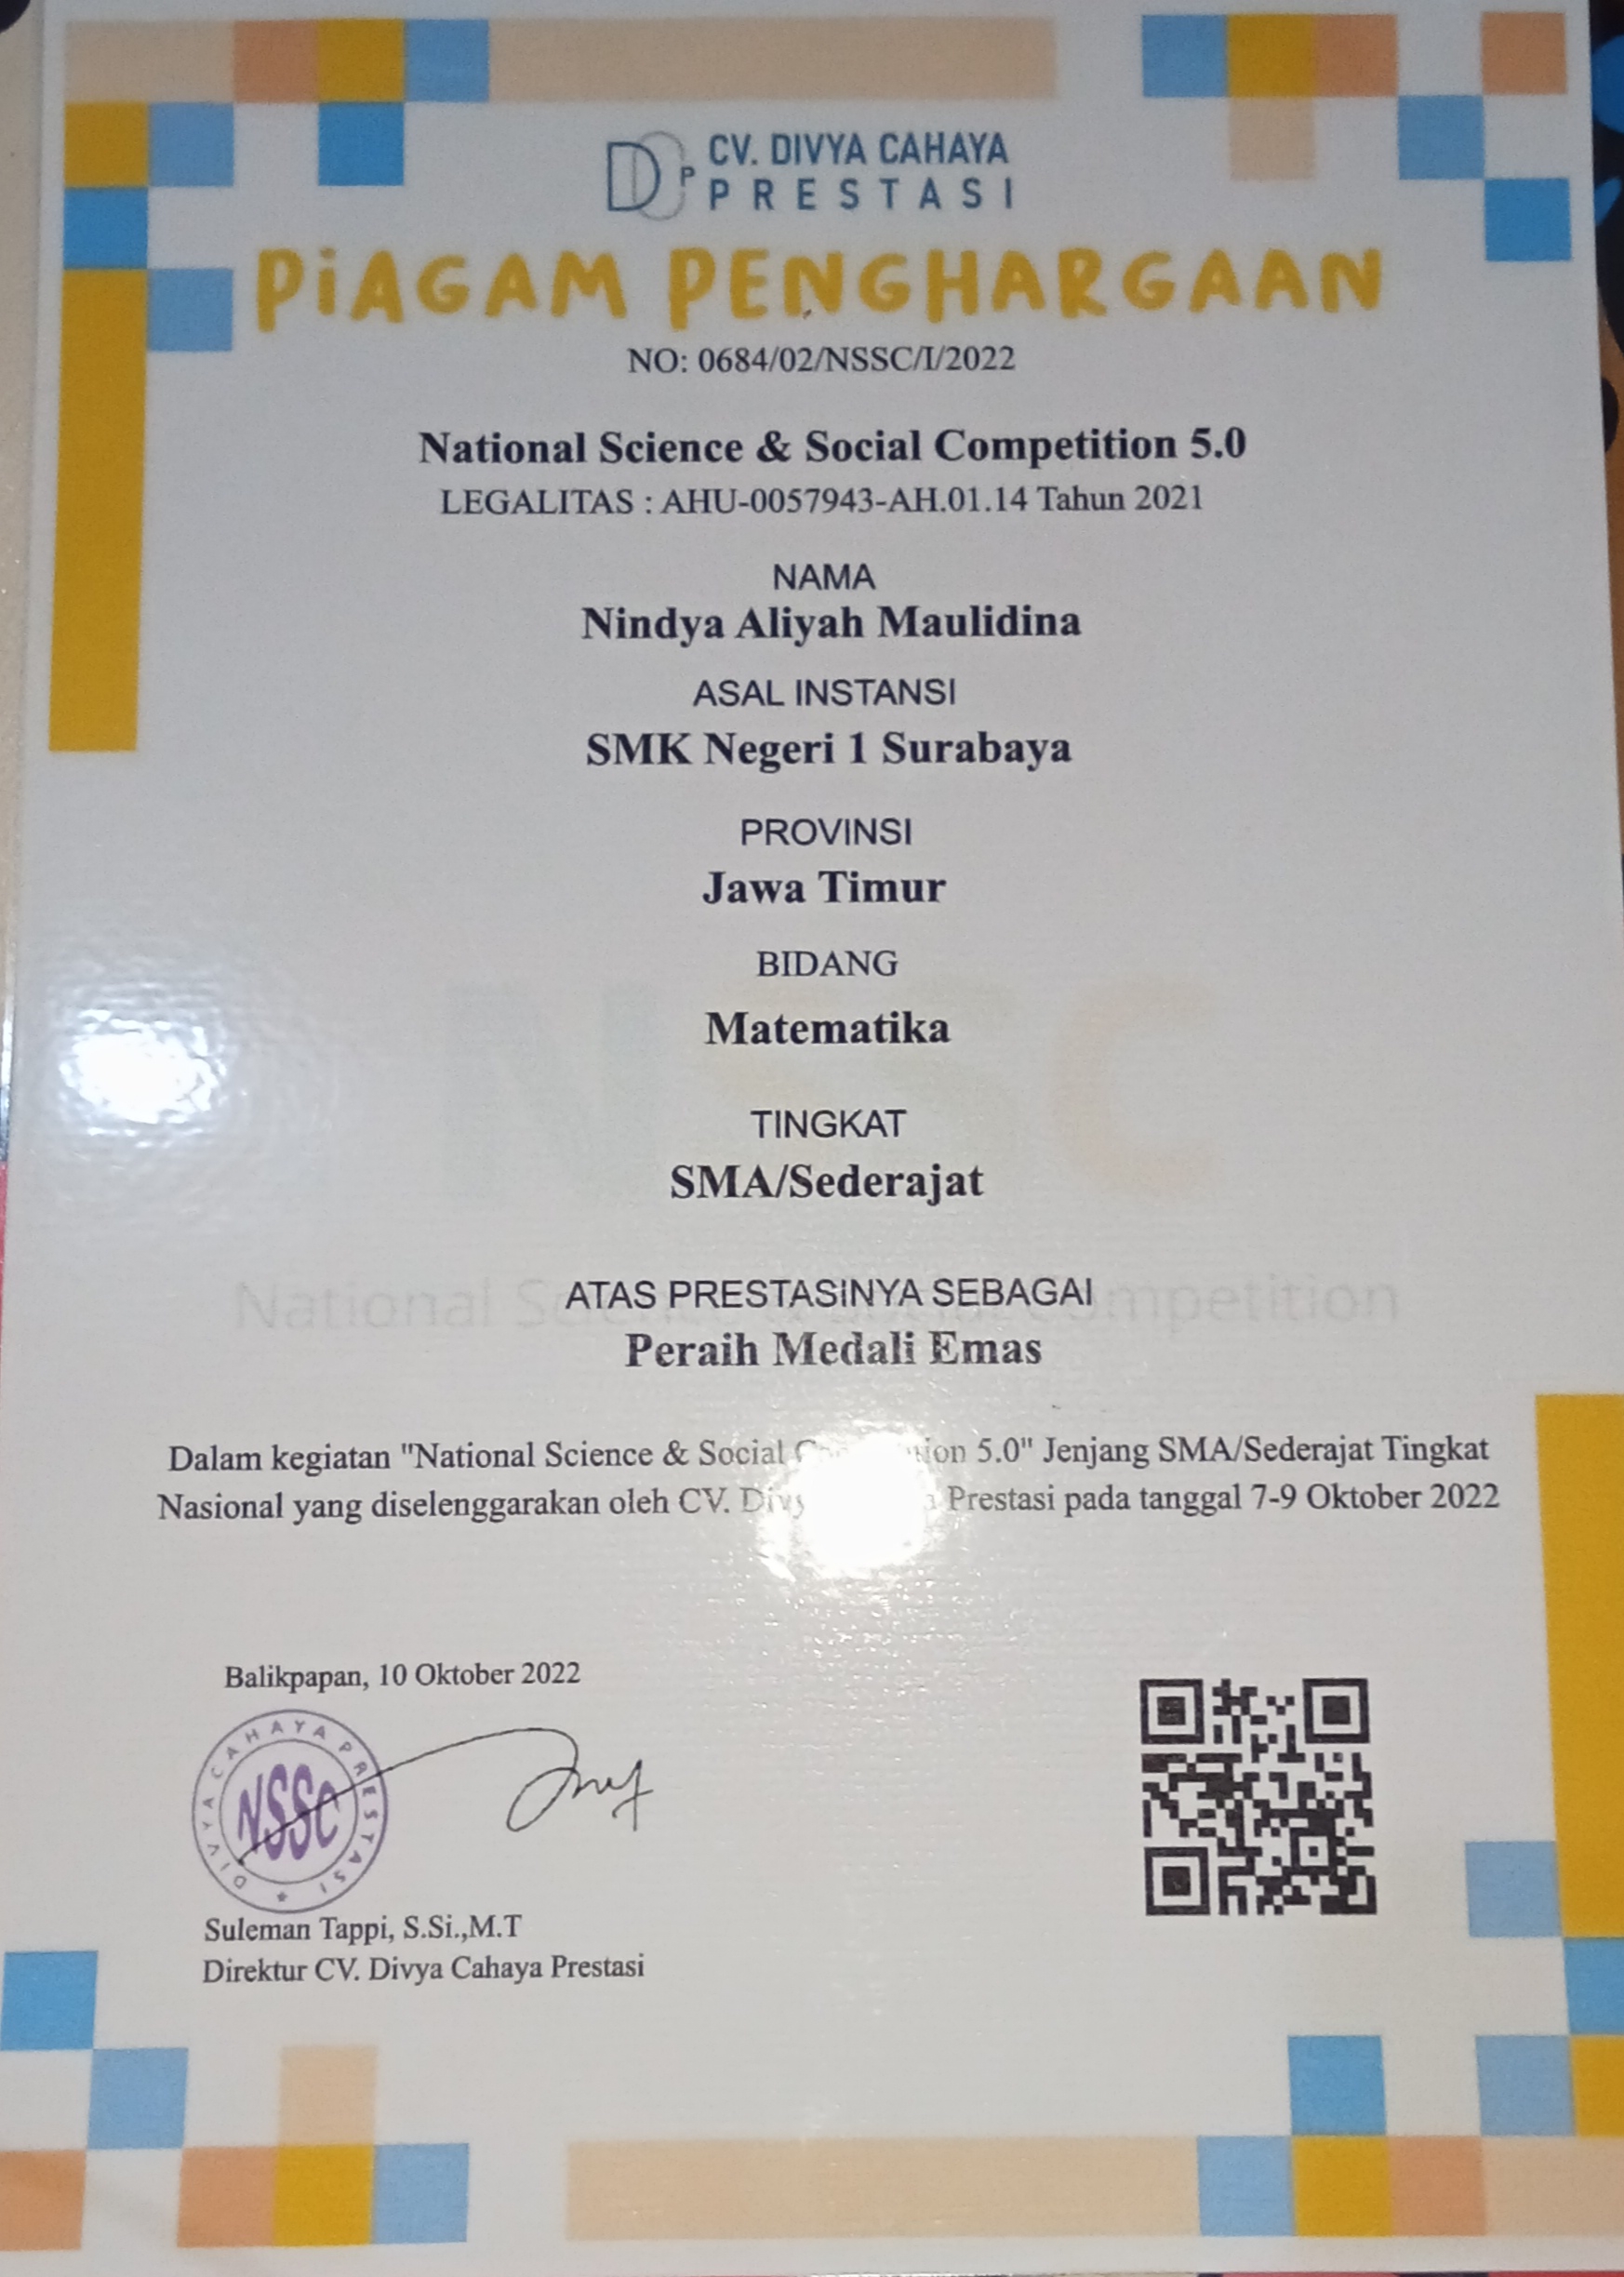 CV. DIVYA CAHAYA
PRESTASI
PiAGAM PENGHARGAAN
NO: 0684/02/NSSC/I/2022
National Science & Social Competition 5.0
LEGALITAS : AHU-0057943-AH.01.14 Tahun 2021
NAMA
Nindya Aliyah Maulidina
ASAL INSTANSI
SMK Negeri 1 Surabaya
PROVINSI
Jawa Timur
BIDANG
Matematika
TINGKAT
SMA/Sederajat
ATAS PRESTASINYA SEBAGAI
Peraih Medali Emas
Dalam kegiatan "National Science & Social 5.0" Jenjang SMA/Sederajat Tingkat
Nasional yang diselenggarakan oleh CV. Prestasi pada tanggal 7-9 Oktober 2022
Balikpapan, 10 Oktober 2022
DIVYA CAHAYA PRESTASI
NSSC
Suleman Tappi, S.Si.,M.T
Direktur CV. Divya Cahaya Prestasi